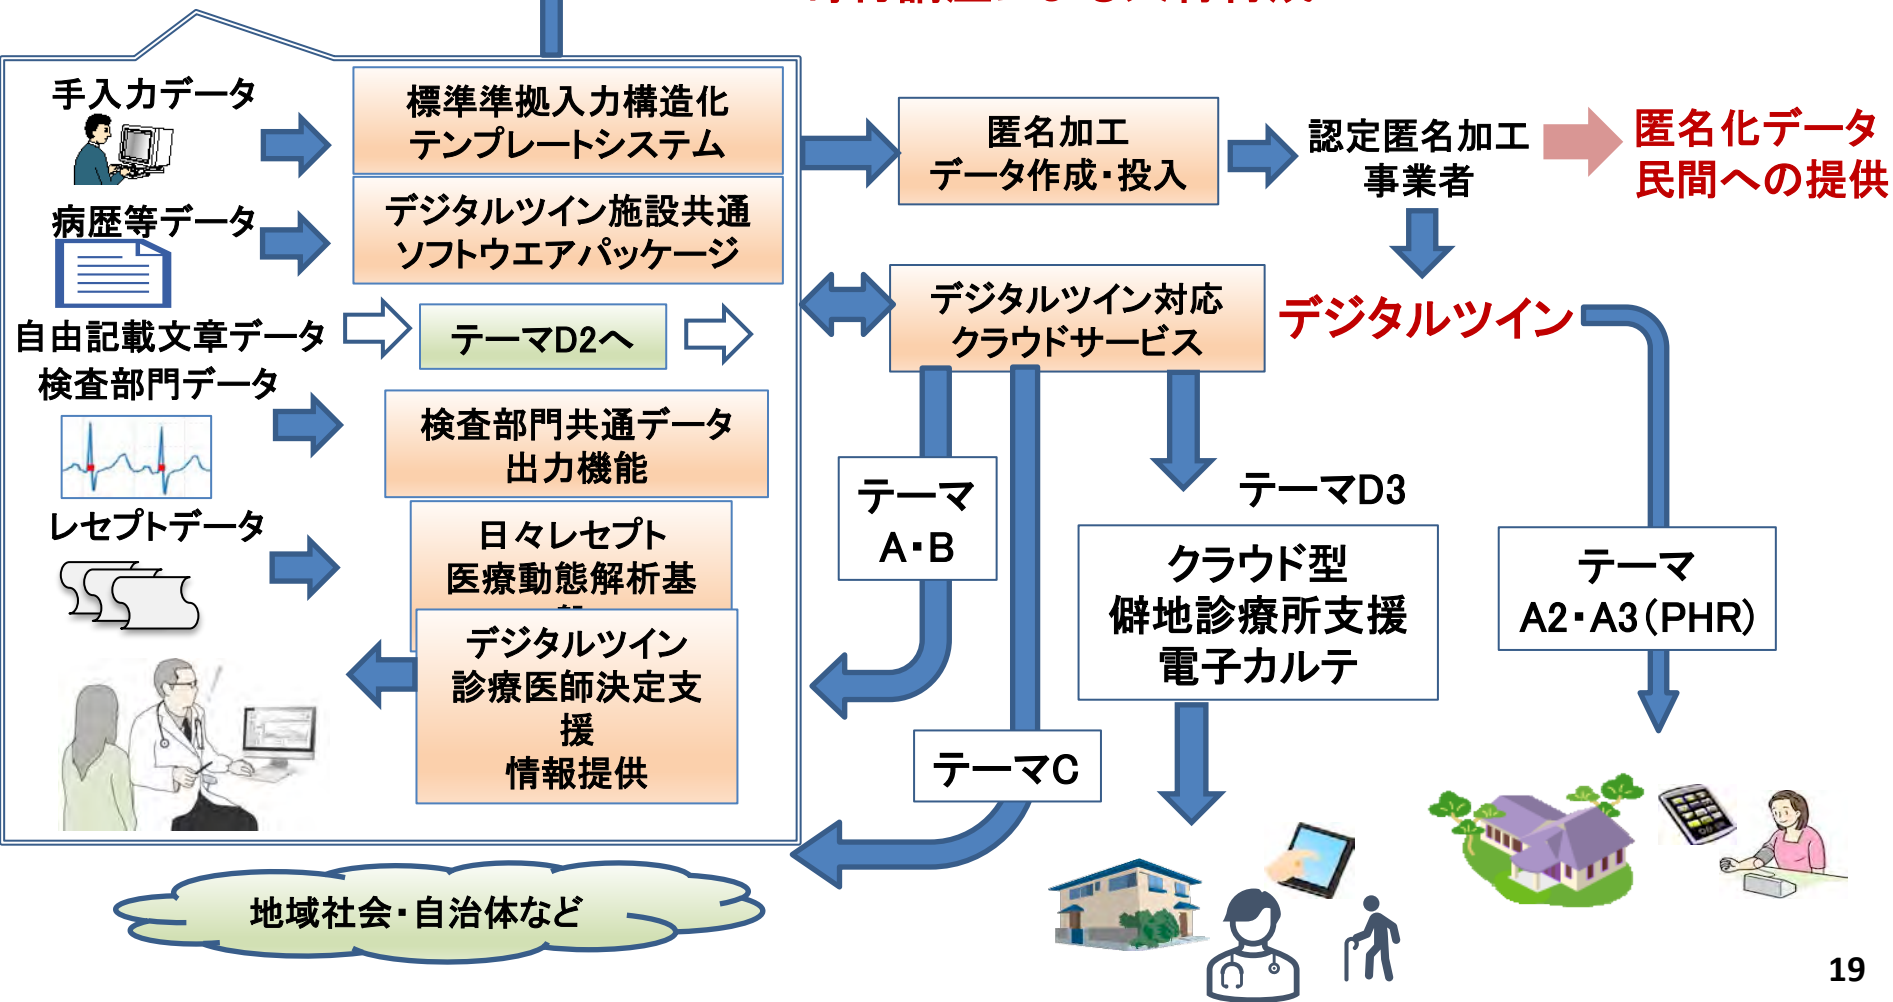 手入力データ
標準準拠入力構造化
テンプレートシステム
病歴等データ
デジタルツイン施設共通
ソフトウエアパッケージ
自由記載文章データ
テーマD2へ
検査部門データ
検査部門共通データ
出力機能
レセプトデータ
日々レセプト
医療動態解析基
デジタルツイン
診療医師決定支
援
情報提供
地域社会・自治体など
匿名加工
データ作成・投入
認定匿名加工
事業者
匿名化データ
民間への提供
デジタルツイン対応
クラウドサービス
デジタルツイン
テーマ
A・B
テーマC
テーマD3
クラウド型
僻地診療所支援
電子カルテ
テーマ
A2・A3(PHR)
19